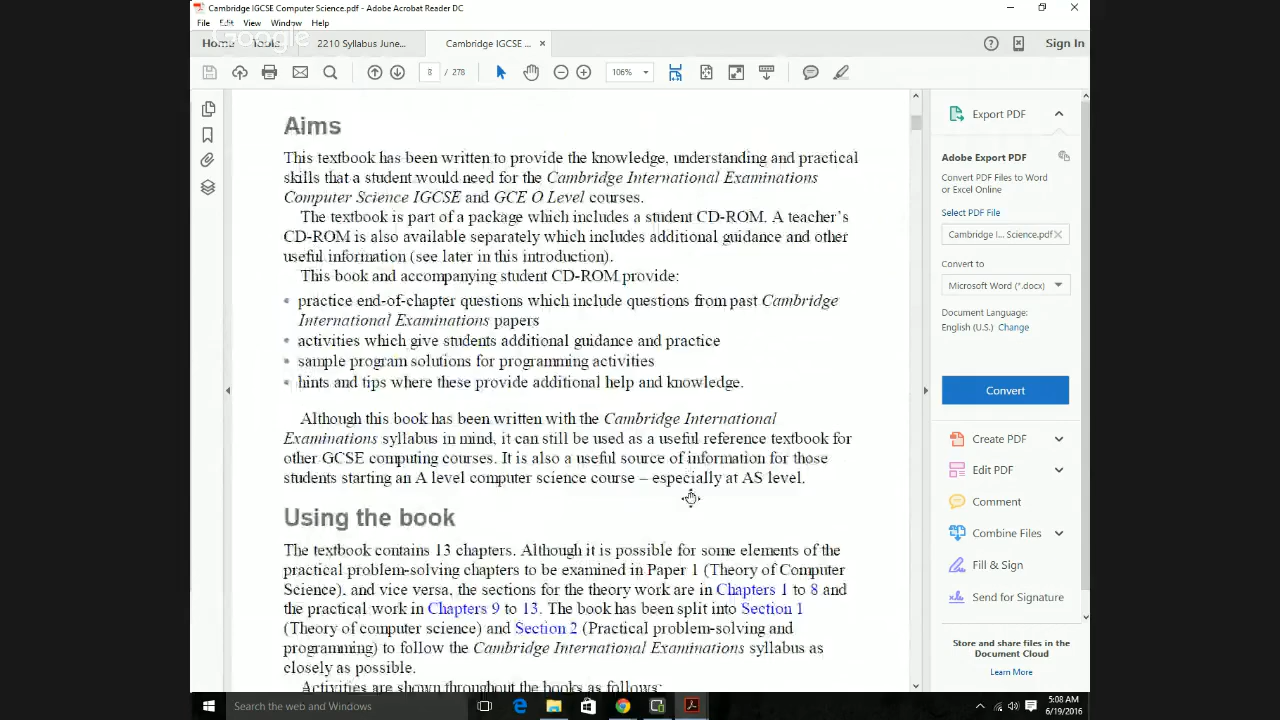 Cambridge IGCSE Computer Science.pdf - Adobe Acrobat Reader DC
File Edit View Window Help
Google
Home Tools 2210 Syllabus June... Cambridge IGCSE ... Sign In
8 / 278 106%
Aims
This textbook has been written to provide the knowledge, understanding and practical
skills that a student would need for the Cambridge International Examinations
Computer Science IGCSE and GCE O Level courses.
The textbook is part of a package which includes a student CD-ROM. A teacher's
CD-ROM is also available separately which includes additional guidance and other
useful information (see later in this introduction).
This book and accompanying student CD-ROM provide:
• practice end-of-chapter questions which include questions from past Cambridge
International Examinations papers
• activities which give students additional guidance and practice
• sample program solutions for programming activities
• hints and tips where these provide additional help and knowledge.
Although this book has been written with the Cambridge International
Examinations syllabus in mind, it can still be used as a useful reference textbook for
other GCSE computing courses. It is also a useful source of information for those
students starting an A level computer science course – especially at AS level.
Using the book
The textbook contains 13 chapters. Although it is possible for some elements of the
practical problem-solving chapters to be examined in Paper 1 (Theory of Computer
Science), and vice versa, the sections for the theory work are in Chapters 1 to 8 and
the practical work in Chapters 9 to 13. The book has been split into Section 1
(Theory of computer science) and Section 2 (Practical problem-solving and
programming) to follow the Cambridge International Examinations syllabus as
closely as possible.
Activities are shown throughout the books as follows:
Export PDF
Adobe Export PDF
Convert PDF Files to Word
or Excel Online
Select PDF File
Cambridge I... Science.pdf
Convert to
Microsoft Word (*.docx)
Document Language:
English (U.S.) Change
Convert
Create PDF
Edit PDF
Comment
Combine Files
Fill & Sign
Send for Signature
Store and share files in the
Document Cloud
Learn More
Search the web and Windows
5:08 AM
6/19/2016